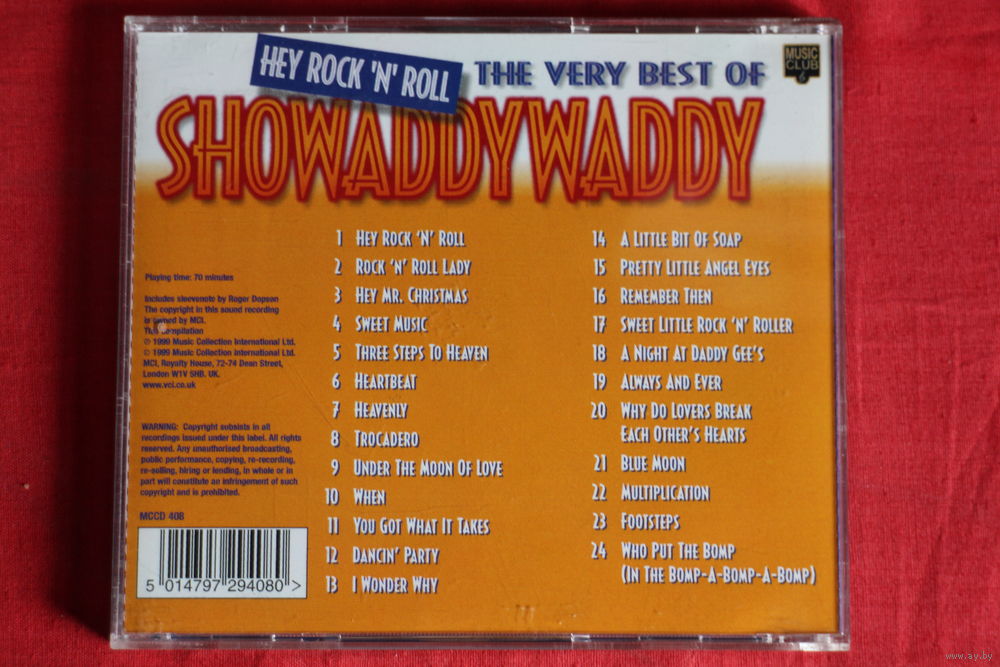 HEY ROCK 'N' ROLL
THE VERY BEST OF
MUSIC
CLUB
SHOWADDYWADDY
Playing time: 70 minutes
Includes sleevenote by Roger Dopson
The copyright in this sound recording
is owned by MCI.
This compilation
℗ 1999 Music Collection International Ltd.
© 1999 Music Collection International Ltd.
MCI, Royalty House, 72-74 Dean Street,
London W1V 5HB. UK.
www.vci.co.uk
WARNING: Copyright subsists in all
recordings issued under this label. All rights
reserved. Any unauthorised broadcasting,
public performance, copying, re-recording,
re-selling, hiring or lending, in whole or in
part will constitute an infringement of such
copyright and is prohibited.
MCCD 408
5 014797 294080 >
1 HEY ROCK 'N' ROLL
2 ROCK 'N' ROLL LADY
3 HEY MR. CHRISTMAS
4 SWEET MUSIC
5 THREE STEPS TO HEAVEN
6 HEARTBEAT
7 HEAVENLY
8 TROCADERO
9 UNDER THE MOON OF LOVE
10 WHEN
11 YOU GOT WHAT IT TAKES
12 DANCIN' PARTY
13 I WONDER WHY
14 A LITTLE BIT OF SOAP
15 PRETTY LITTLE ANGEL EYES
16 REMEMBER THEN
17 SWEET LITTLE ROCK 'N' ROLLER
18 A NIGHT AT DADDY GEE'S
19 ALWAYS AND EVER
20 WHY DO LOVERS BREAK
EACH OTHER'S HEARTS
21 BLUE MOON
22 MULTIPLICATION
23 FOOTSTEPS
24 WHO PUT THE BOMP
(IN THE BOMP-A-BOMP-A-BOMP)
www.ay.by